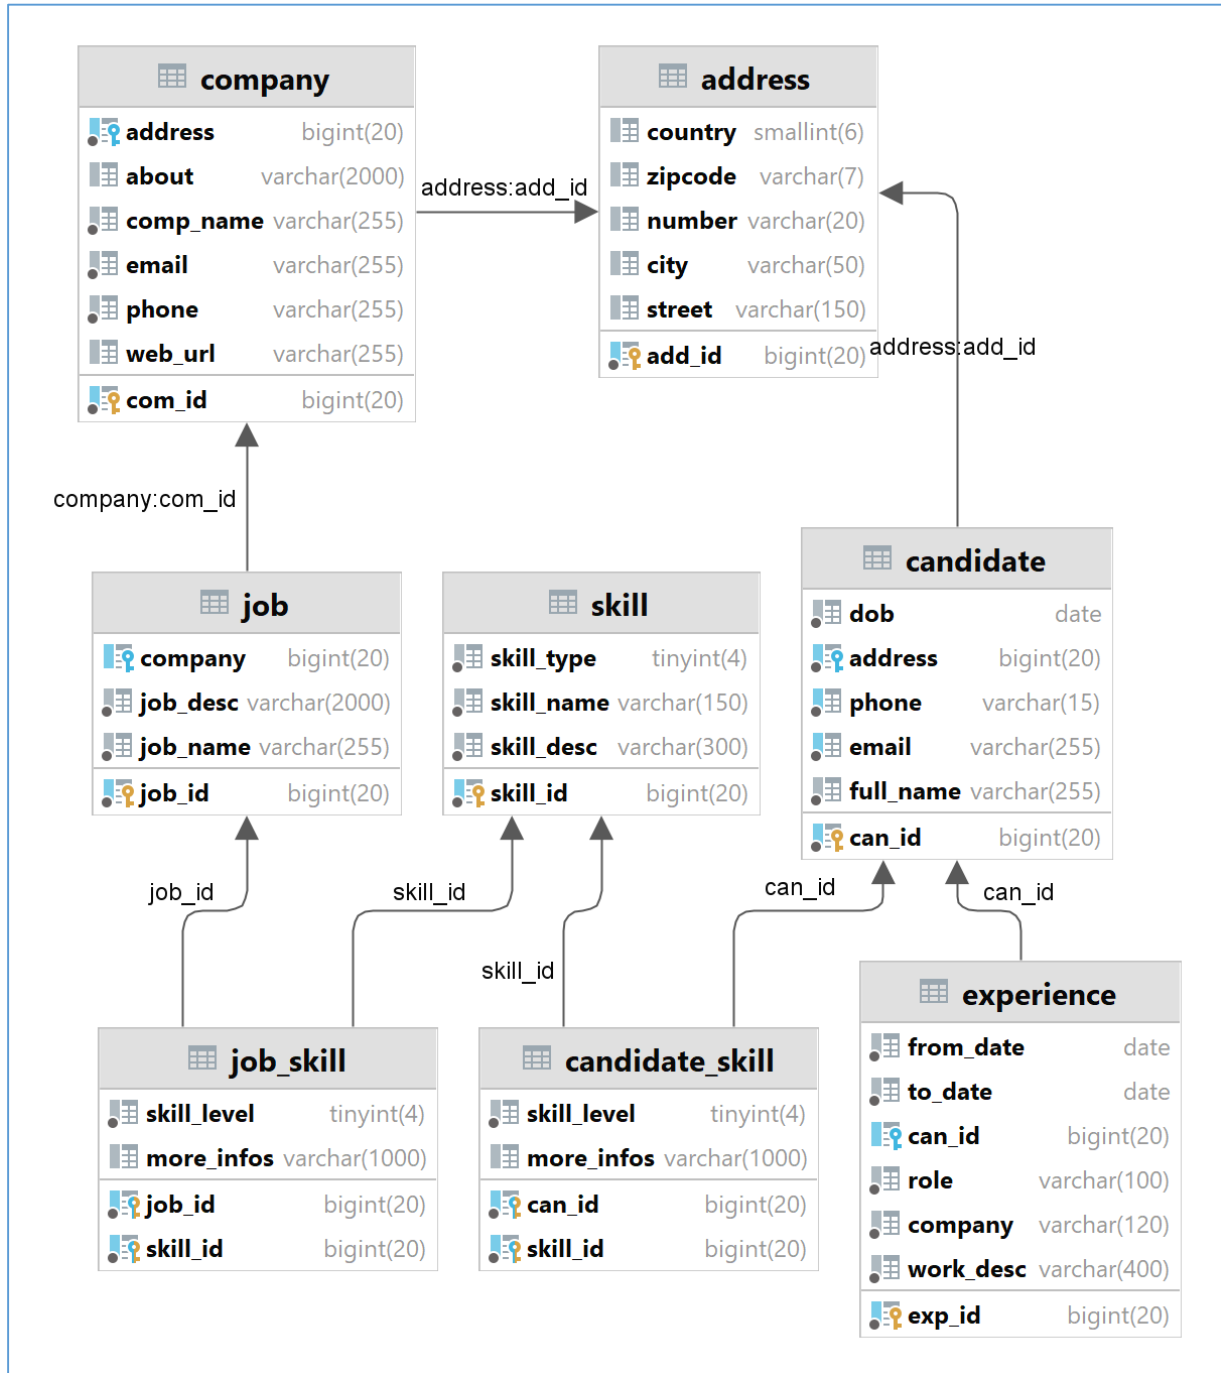 company
address bigint(20)
about varchar(2000)
comp_name varchar(255)
email varchar(255)
phone varchar(255)
web_url varchar(255)
com_id bigint(20)
address:add_id
address
country smallint(6)
zipcode varchar(7)
number varchar(20)
city varchar(50)
street varchar(150)
add_id bigint(20)
address:add_id
company:com_id
job
company bigint(20)
job_desc varchar(2000)
job_name varchar(255)
job_id bigint(20)
skill
skill_type tinyint(4)
skill_name varchar(150)
skill_desc varchar(300)
skill_id bigint(20)
candidate
dob date
address bigint(20)
phone varchar(15)
email varchar(255)
full_name varchar(255)
can_id bigint(20)
job_id
skill_id
skill_id
can_id
can_id
job_skill
skill_level tinyint(4)
more_infos varchar(1000)
job_id bigint(20)
skill_id bigint(20)
candidate_skill
skill_level tinyint(4)
more_infos varchar(1000)
can_id bigint(20)
skill_id bigint(20)
experience
from_date date
to_date date
can_id bigint(20)
role varchar(100)
company varchar(120)
work_desc varchar(400)
exp_id bigint(20)